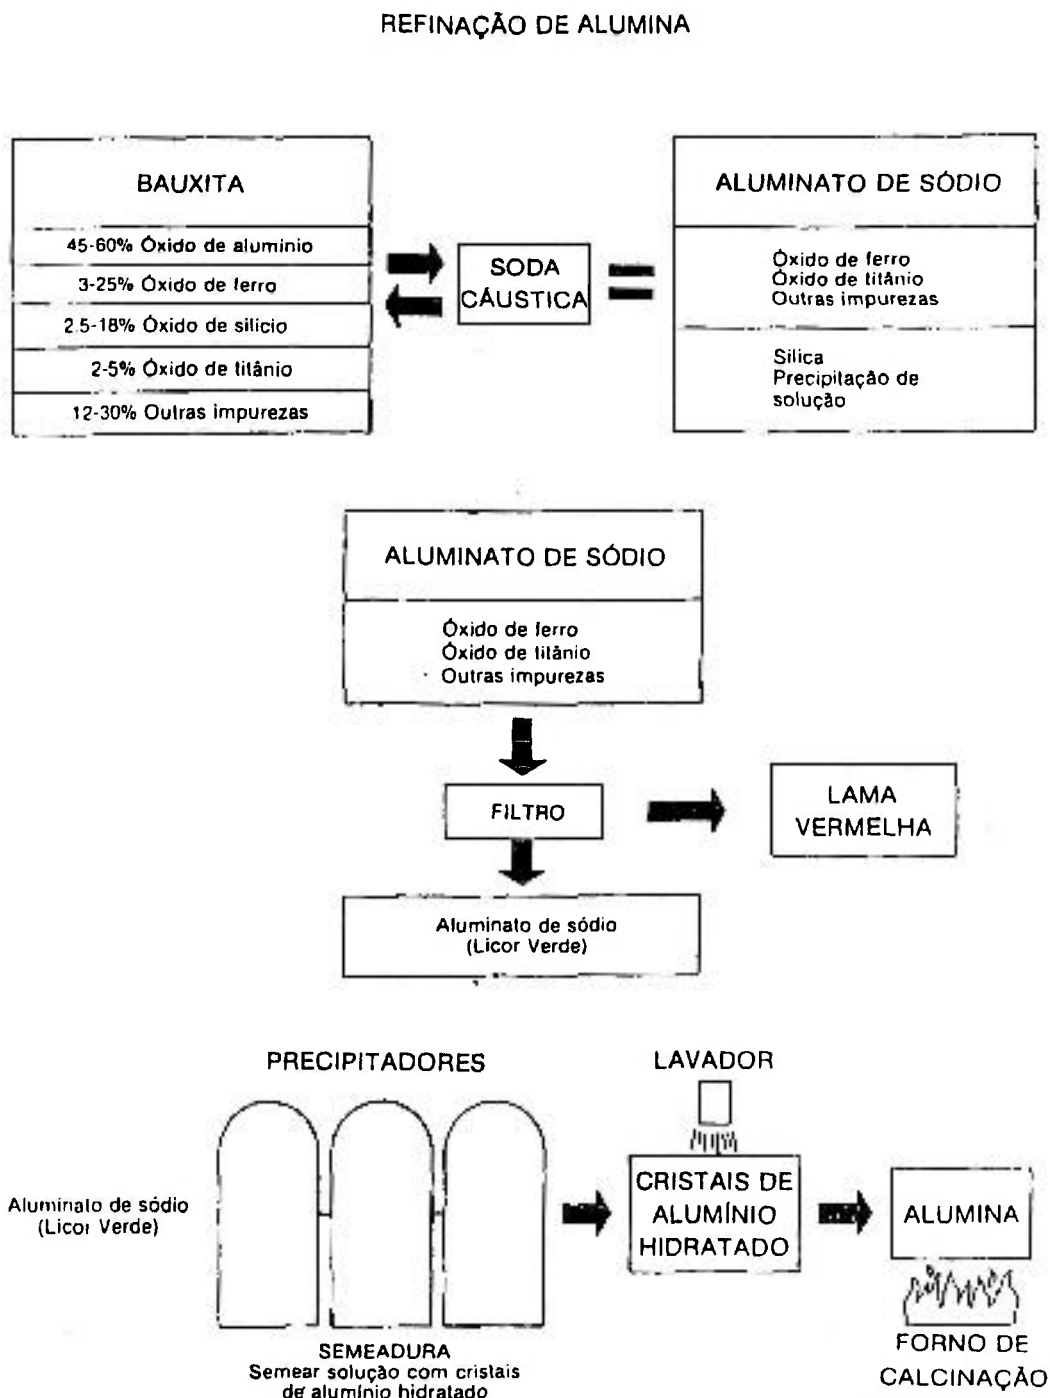 REFINAÇÃO DE ALUMINA
BAUXITA
45-60% Óxido de alumínio
3-25% Óxido de ferro
2.5-18% Óxido de silício
2-5% Óxido de titânio
12-30% Outras impurezas
SODA
CÁUSTICA
ALUMINATO DE SÓDIO
Óxido de ferro
Óxido de titânio
Outras impurezas
Sílica
Precipitação de
solução
ALUMINATO DE SÓDIO
Óxido de ferro
Óxido de titânio
Outras impurezas
FILTRO
LAMA
VERMELHA
Aluminato de sódio
(Licor Verde)
PRECIPITADORES
Aluminato de sódio
(Licor Verde)
SEMEADURA
Semear solução com cristais
de alumínio hidratado
LAVADOR
CRISTAIS DE
ALUMÍNIO
HIDRATADO
ALUMINA
FORNO DE
CALCINAÇÃO